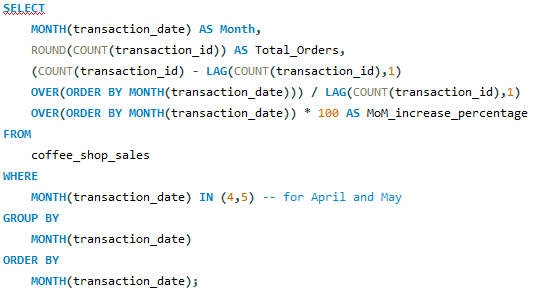 SELECT
MONTH(transaction_date) AS Month,
ROUND(COUNT(transaction_id)) AS Total_Orders,
(COUNT(transaction_id) - LAG(COUNT(transaction_id),1)
OVER(ORDER BY MONTH(transaction_date))) / LAG(COUNT(transaction_id),1)
OVER(ORDER BY MONTH(transaction_date)) * 100 AS MoM_increase_percentage
FROM
coffee_shop_sales
WHERE
MONTH(transaction_date) IN (4,5) -- for April and May
GROUP BY
MONTH(transaction_date)
ORDER BY
MONTH(transaction_date);